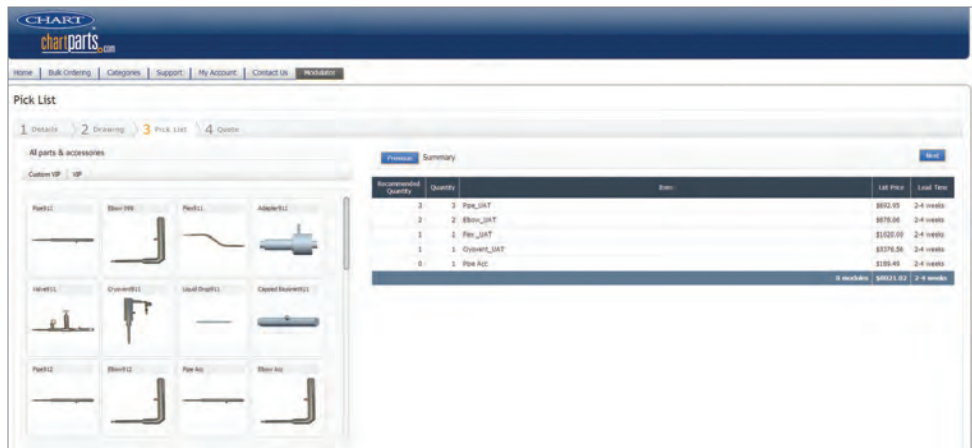 CHART
chartparts.com
Home | Bulk Ordering | Categories | Support | My Account | Contact Us | Modulator
Pick List
1 Details 2 Drawing 3 Pick List 4 Quote
All parts & accessories
Custom VIP | VIP
Previous Summary Next
Recommended Quantity Quantity Item List Price Lead Time
3 3 Pipe_UAT $692.95 2-4 weeks
2 2 Elbow_UAT 2-4 weeks
1 1 Flex_UAT $1020.00 2-4 weeks
1 1 Cryovent_UAT $3376.56 2-4 weeks
0 1 Pipe Acc $189.49 2-4 weeks
8 modules 2-4 weeks
Pipe911 Flex911 Adapter911
Valve911 Cryovent911 Liquid Drop911 Capped Bayonet911
Pipe912 Elbow912 Pipe Acc Elbow Acc